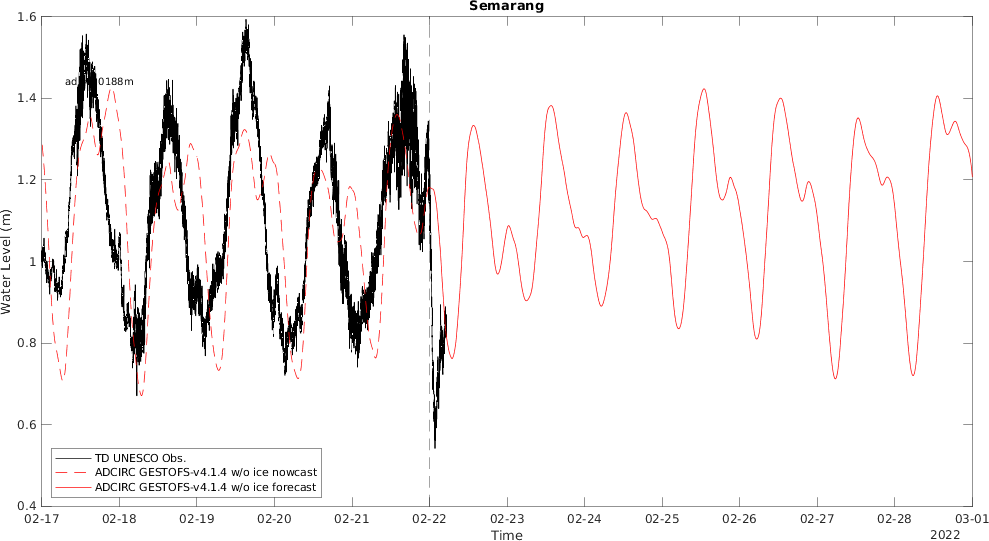 Semarang
1.6
1.4
1.2
1
0.8
0.6
0.4
Water Level (m)
0188m
TD UNESCO Obs.
ADCIRC GESTOFS-v4.1.4 w/o ice nowcast
ADCIRC GESTOFS-v4.1.4 w/o ice forecast
02-17 02-18 02-19 02-20 02-21 02-22 02-23 02-24 02-25 02-26 02-27 02-28 03-01
Time
2022